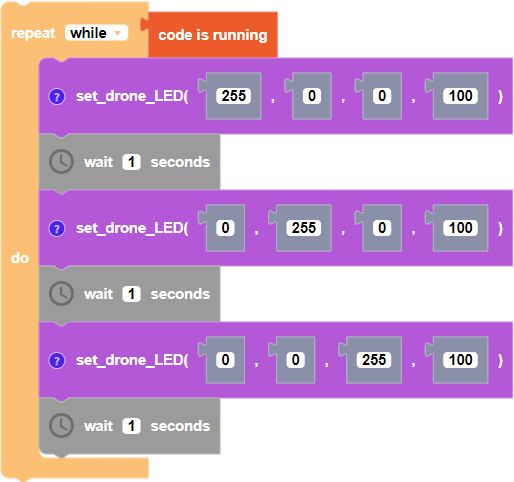 repeat while code is running
? set_drone_LED( 255 , 0 , 0 , 100 )
wait 1 seconds
? set_drone_LED( 0 , 255 , 0 , 100 )
do
wait 1 seconds
? set_drone_LED( 0 , 0 , 255 , 100 )
wait 1 seconds